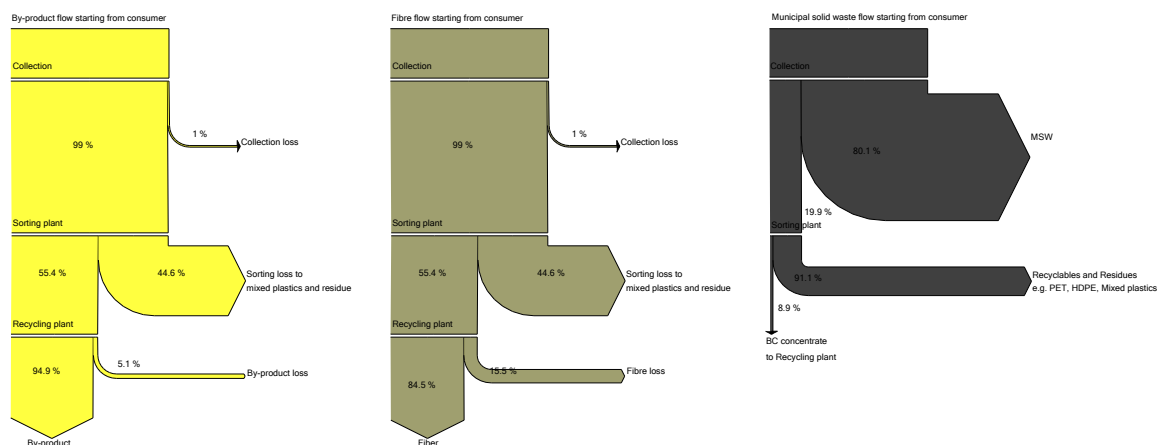 By-product flow starting from consumer
Collection
1 %
Collection loss
99 %
Sorting plant
55.4 %
44.6 %
Sorting loss to
mixed plastics and residue
Recycling plant
5.1 %
By-product loss
94.9 %
By-product
Fibre flow starting from consumer
Collection
1 %
Collection loss
99 %
Sorting plant
55.4 %
44.6 %
Sorting loss to
mixed plastics and residue
Recycling plant
15.5 %
Fibre loss
84.5 %
Fiber
Municipal solid waste flow starting from consumer
Collection
MSW
80.1 %
19.9 %
Sorting plant
91.1 %
Recyclables and Residues
e.g. PET, HDPE, Mixed plastics
8.9 %
BC concentrate
to Recycling plant